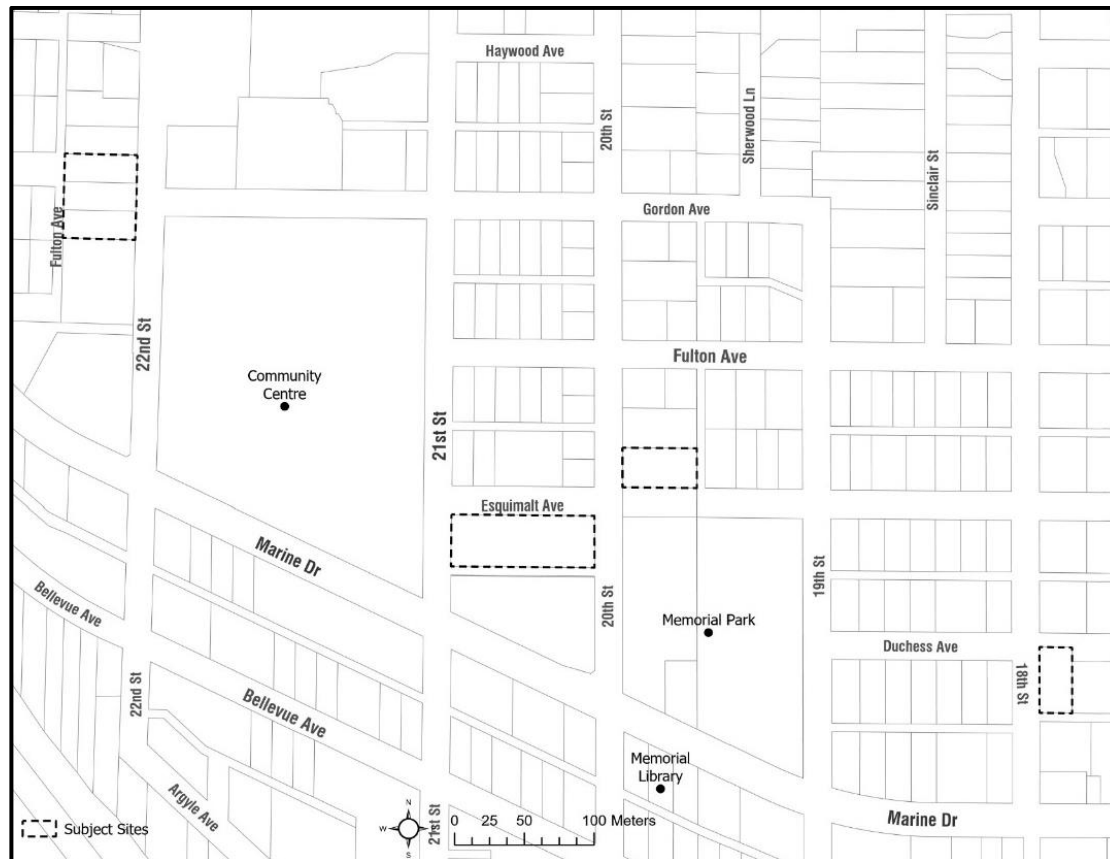 Haywood Ave
20th St
Sherwood Ln
Sinclair St
Gordon Ave
Fulton Ave
22nd St
Fulton Ave
Community
Centre
21st St
Esquimalt Ave
Marine Dr
20th St
19th St
Memorial Park
Bellevue Ave
Duchess Ave
18th St
22nd St
Bellevue Ave
Memorial
Library
Argyle Ave
Marine Dr
Subject Sites
N
W
S
21st St
0 25 50 100 Meters